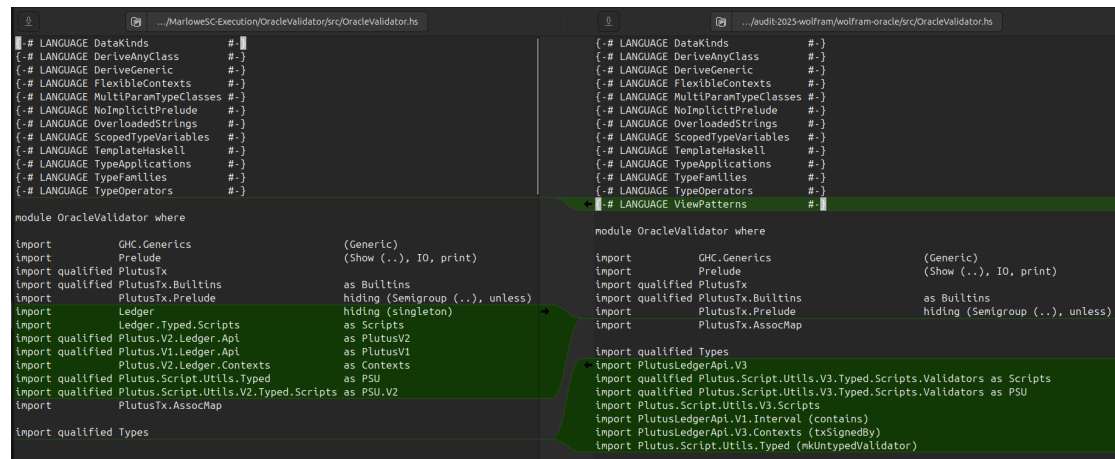 .../MarloweSC-Execution/OracleValidator/src/OracleValidator.hs
{-# LANGUAGE DataKinds             #-}
{-# LANGUAGE DeriveAnyClass        #-}
{-# LANGUAGE DeriveGeneric         #-}
{-# LANGUAGE FlexibleContexts      #-}
{-# LANGUAGE MultiParamTypeClasses #-}
{-# LANGUAGE NoImplicitPrelude     #-}
{-# LANGUAGE OverloadedStrings     #-}
{-# LANGUAGE ScopedTypeVariables   #-}
{-# LANGUAGE TemplateHaskell       #-}
{-# LANGUAGE TypeApplications      #-}
{-# LANGUAGE TypeFamilies          #-}
{-# LANGUAGE TypeOperators         #-}
module OracleValidator where
import           GHC.Generics                         (Generic)
import           Prelude                              (Show (..), IO, print)
import qualified PlutusTx
import qualified PlutusTx.Builtins                    as Builtins
import           PlutusTx.Prelude                     hiding (Semigroup (..), unless)
import           Ledger                               hiding (singleton)
import           Ledger.Typed.Scripts                 as Scripts
import qualified Plutus.V2.Ledger.Api                 as PlutusV2
import qualified Plutus.V1.Ledger.Api                 as PlutusV1
import           Plutus.V2.Ledger.Contexts            as Contexts
import qualified Plutus.Script.Utils.Typed            as PSU
import qualified Plutus.Script.Utils.V2.Typed.Scripts as PSU.V2
import           PlutusTx.AssocMap
import qualified Types
.../audit-2025-wolfram/wolfram-oracle/src/OracleValidator.hs
{-# LANGUAGE DataKinds             #-}
{-# LANGUAGE DeriveAnyClass        #-}
{-# LANGUAGE DeriveGeneric         #-}
{-# LANGUAGE FlexibleContexts      #-}
{-# LANGUAGE MultiParamTypeClasses #-}
{-# LANGUAGE NoImplicitPrelude     #-}
{-# LANGUAGE OverloadedStrings     #-}
{-# LANGUAGE ScopedTypeVariables   #-}
{-# LANGUAGE TemplateHaskell       #-}
{-# LANGUAGE TypeApplications      #-}
{-# LANGUAGE TypeFamilies          #-}
{-# LANGUAGE TypeOperators         #-}
{-# LANGUAGE ViewPatterns          #-}
module OracleValidator where
import           GHC.Generics                         (Generic)
import           Prelude                              (Show (..), IO, print)
import qualified PlutusTx
import qualified PlutusTx.Builtins                    as Builtins
import           PlutusTx.Prelude                     hiding (Semigroup (..), unless)
import           PlutusTx.AssocMap
import qualified Types
import PlutusLedgerApi.V3
import qualified Plutus.Script.Utils.V3.Typed.Scripts.Validators as Scripts
import qualified Plutus.Script.Utils.V3.Typed.Scripts.Validators as PSU
import Plutus.Script.Utils.V3.Scripts
import PlutusLedgerApi.V1.Interval (contains)
import PlutusLedgerApi.V3.Contexts (txSignedBy)
import Plutus.Script.Utils.Typed (mkUntypedValidator)